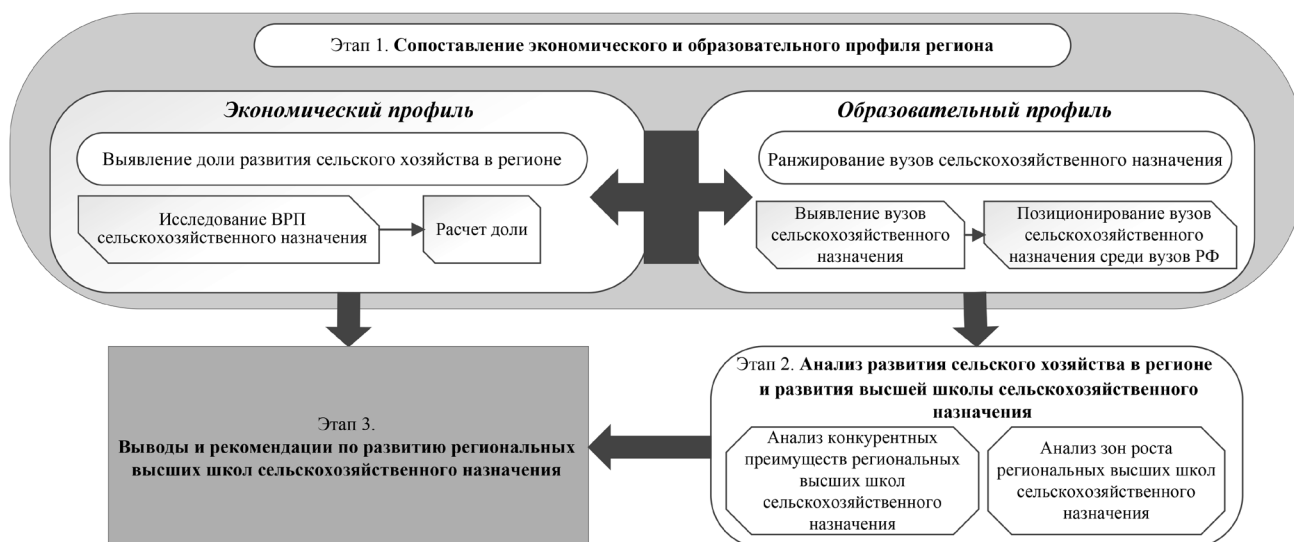 Этап 1. Сопоставление экономического и образовательного профиля региона
Экономический профиль
Выявление доли развития сельского хозяйства в регионе
Исследование ВРП
сельскохозяйственного назначения
Расчет доли
Образовательный профиль
Ранжирование вузов сельскохозяйственного назначения
Выявление вузов
сельскохозяйственного
назначения
Позиционирование вузов
сельскохозяйственного
назначения среди вузов РФ
Этап 2. Анализ развития сельского хозяйства в регионе
и развития высшей школы сельскохозяйственного
назначения
Анализ конкурентных
преимуществ региональных
высших школ
сельскохозяйственного
назначения
Анализ зон роста
региональных высших школ
сельскохозяйственного
назначения
Этап 3.
Выводы и рекомендации по развитию региональных
высших школ сельскохозяйственного назначения